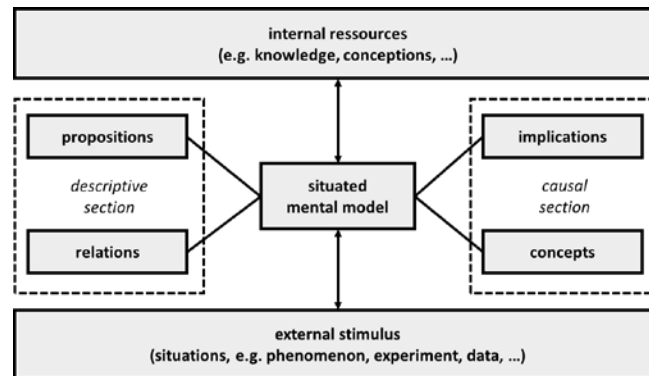 internal ressources
(e.g. knowledge, conceptions, ...)
propositions
descriptive
section
relations
situated
mental model
implications
causal
section
concepts
external stimulus
(situations, e.g. phenomenon, experiment, data, ...)